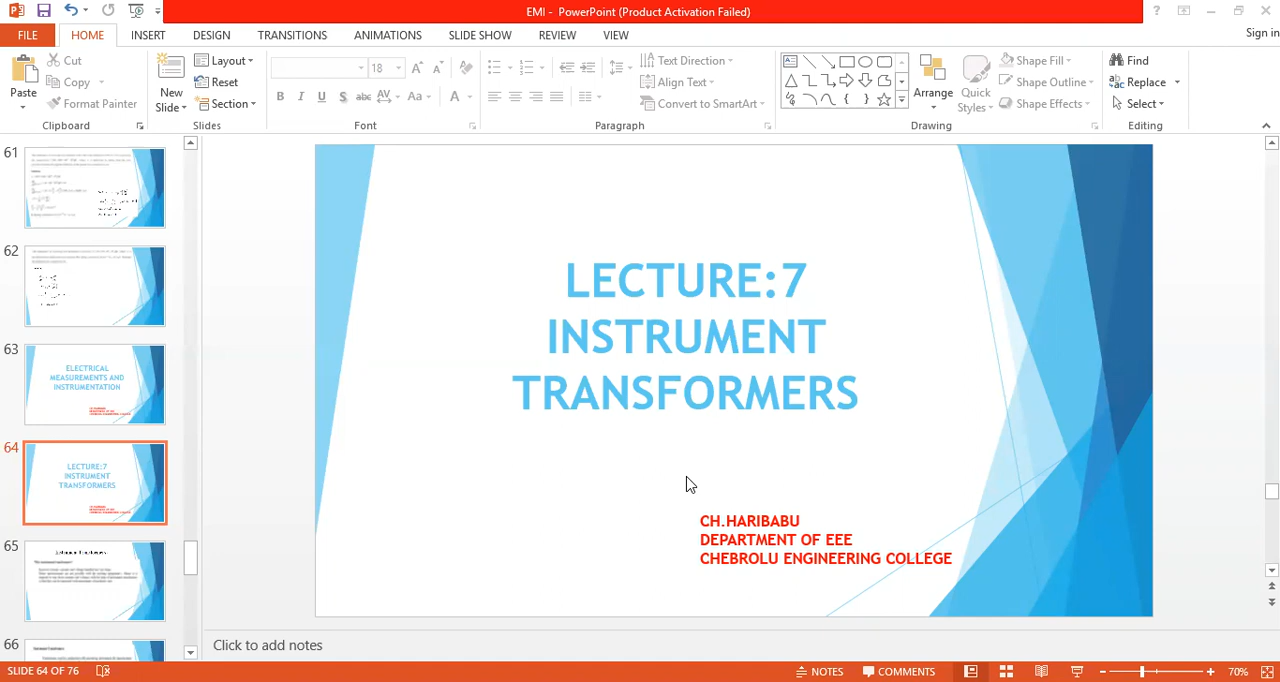 EMI - PowerPoint (Product Activation Failed)
FILE HOME INSERT DESIGN TRANSITIONS ANIMATIONS SLIDE SHOW REVIEW VIEW Sign in
Paste
Cut
Copy
Format Painter
Clipboard
New Slide
Layout
Reset
Section
Slides
18
Font
Text Direction
Align Text
Convert to SmartArt
Paragraph
Arrange
Quick Styles
Shape Fill
Shape Outline
Shape Effects
Drawing
Find
Replace
Select
Editing
61
62
63
ELECTRICAL
MEASUREMENTS AND
INSTRUMENTATION
64
LECTURE:7
INSTRUMENT
TRANSFORMERS
65
66
LECTURE:7
INSTRUMENT
TRANSFORMERS
CH.HARIBABU
DEPARTMENT OF EEE
CHEBROLU ENGINEERING COLLEGE
Click to add notes
SLIDE 64 OF 76 NOTES COMMENTS 70%